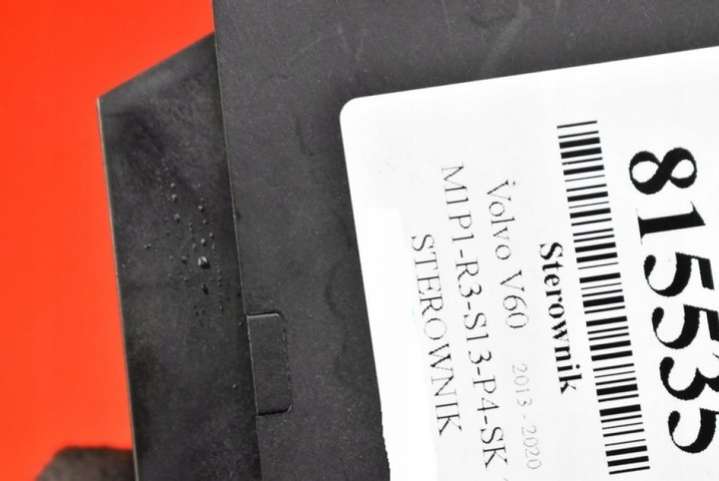 815535
Sterownik
Volvo V60 2013 - 2020
M1P1-R3-S13-P4-SK
STEROWNIK